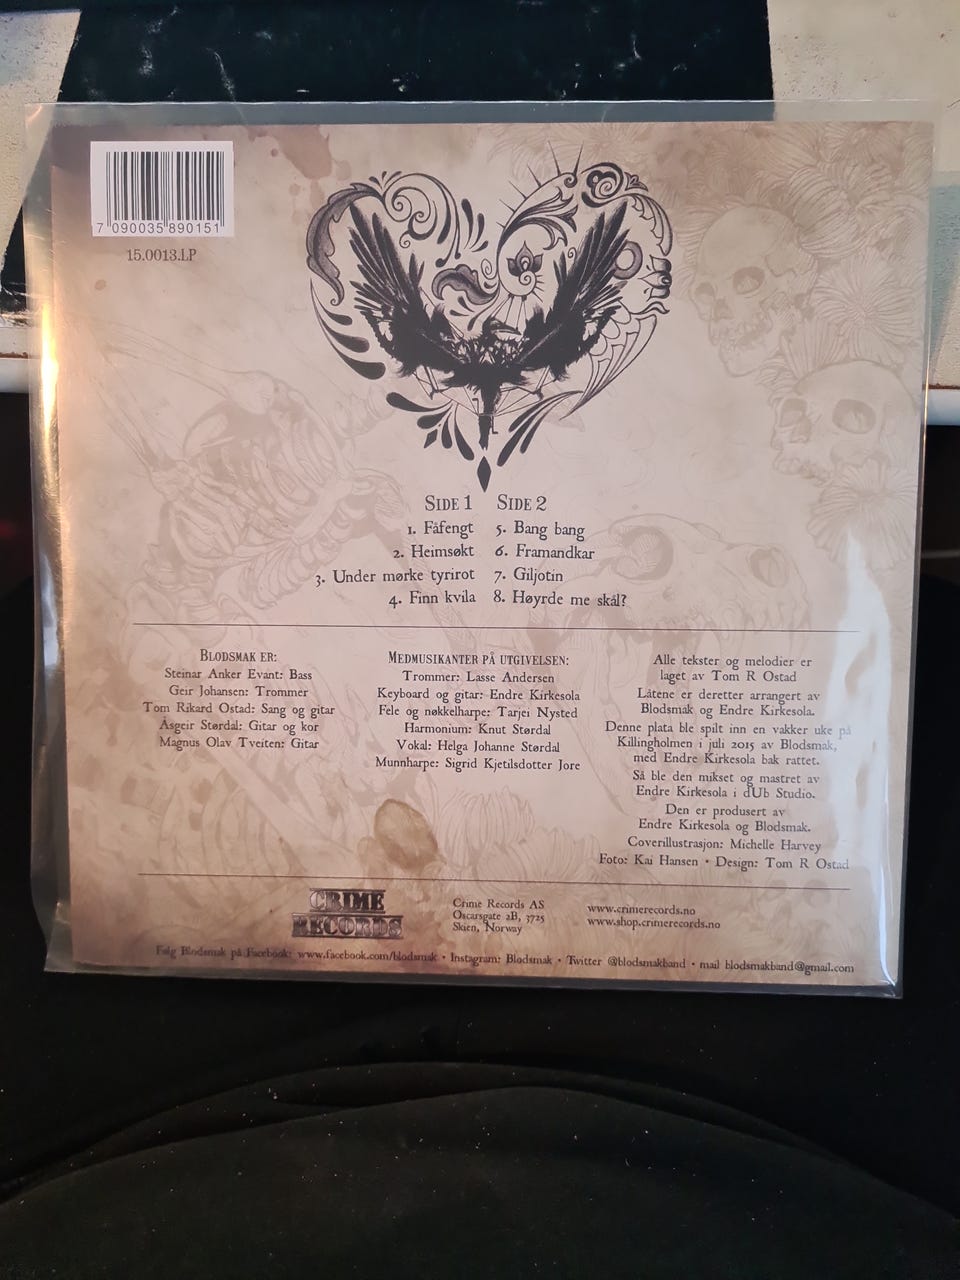 7 090035 890151
15.0013.LP
SIDE 1
1. Fåfengt
2. Heimsøkt
3. Under mørke tyrirot
4. Finn kvila
SIDE 2
5. Bang bang
6. Framandkar
7. Giljotin
8. Høyrde me skål?
BLODSMAK ER:
Steinar Anker Evant: Bass
Geir Johansen: Trommer
Tom Rikard Ostad: Sang og gitar
Åsgeir Størdal: Gitar og kor
Magnus Olav Tveiten: Gitar
MEDMUSIKANTER PÅ UTGIVELSEN:
Trommer: Lasse Andersen
Keyboard og gitar: Endre Kirkesola
Fele og nøkkelharpe: Tarjei Nysted
Harmonium: Knut Størdal
Vokal: Helga Johanne Størdal
Munnharpe: Sigrid Kjetilsdotter Jore
Alle tekster og melodier er
laget av Tom R Ostad
Låtene er deretter arrangert av
Blodsmak og Endre Kirkesola.
Denne plata ble spilt inn en vakker uke på
Killingholmen i juli 2015 av Blodsmak,
med Endre Kirkesola bak rattet.
Så ble den mikset og mastret av
Endre Kirkesola i dUb Studio.
Den er produsert av
Endre Kirkesola og Blodsmak.
Coverillustrasjon: Michelle Harvey
Foto: Kai Hansen • Design: Tom R Ostad
CRIME
RECORDS
Crime Records AS
Oscarsgate 2B, 3725
Skien, Norway
www.crimerecords.no
www.shop.crimerecords.no
Følg Blodsmak på Facebook: www.facebook.com/blodsmak • Instagram: Blodsmak • Twitter @blodsmakband • mail blodsmakband@gmail.com